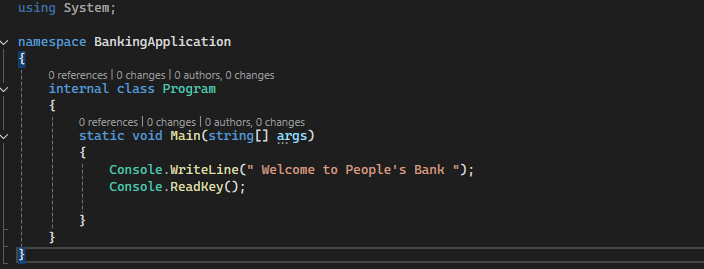 using System;
namespace BankingApplication
{
0 references | 0 changes | 0 authors, 0 changes
internal class Program
{
0 references | 0 changes | 0 authors, 0 changes
static void Main(string[] args)
{
Console.WriteLine(" Welcome to People's Bank ");
Console.ReadKey();
}
}
}